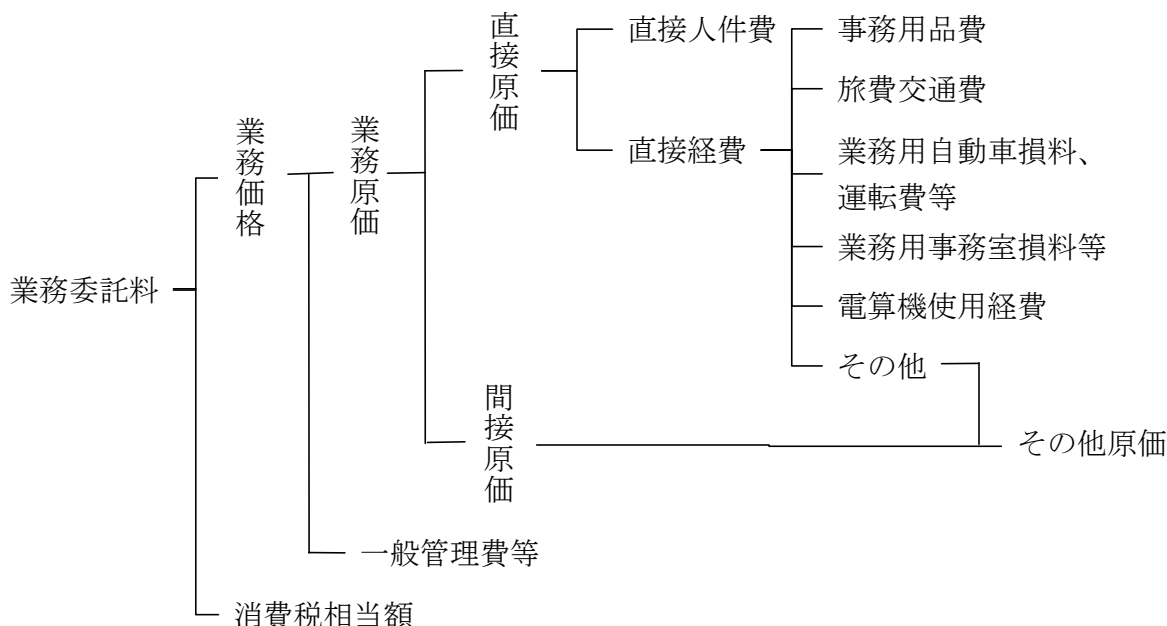 業務委託料
業務価格
業務原価
直接原価
直接人件費
直接経費
事務用品費
旅費交通費
業務用自動車損料、
運転費等
業務用事務室損料等
電算機使用経費
その他
間接原価
その他原価
一般管理費等
消費税相当額